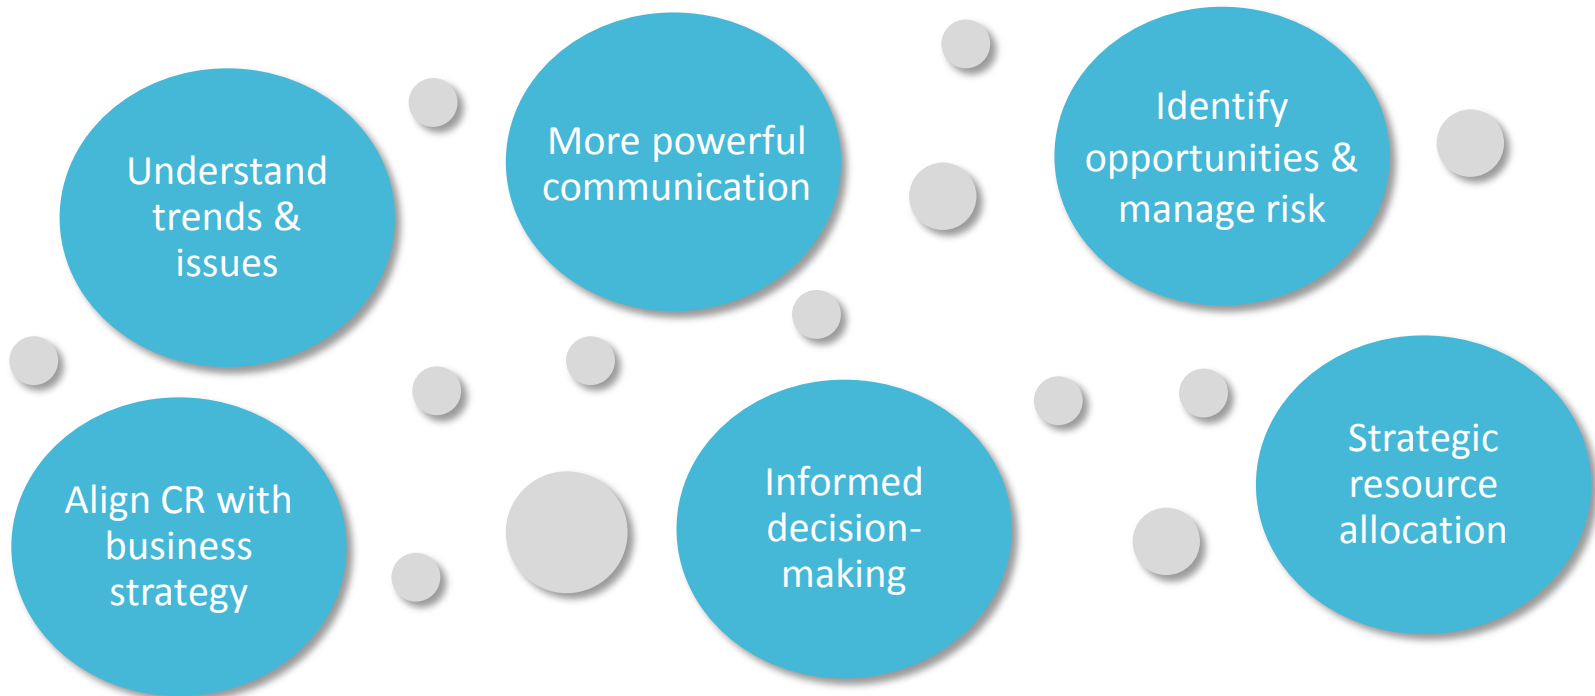 Understand
trends &
issues
More powerful
communication
Identify
opportunities &
manage risk
Align CR with
business
strategy
Informed
decision-
making
Strategic
resource
allocation